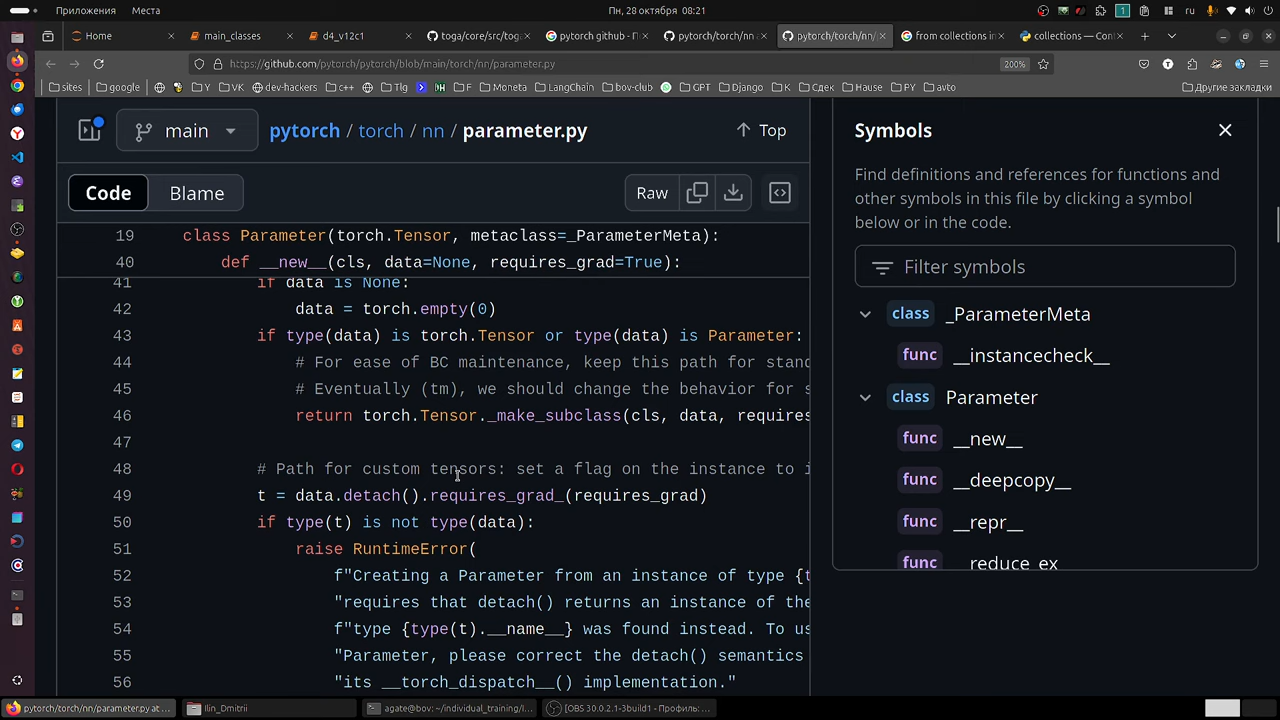 Приложения Места Пн, 28 октября 08:21 1 ru
Home main_classes d4_v12c1 toga/core/src/tog pytorch github - П pytorch/torch/nn pytorch/torch/nn/ from collections in collections — Cont
https://github.com/pytorch/pytorch/blob/main/torch/nn/parameter.py 200%
sites google Y VK dev-hackers c++ Tlg F Moneta LangChain bov-club GPT Django K Сдек Hause PY avto Другие закладки
main pytorch / torch / nn / parameter.py Top
Code Blame Raw
19 class Parameter(torch.Tensor, metaclass=_ParameterMeta):
40 def __new__(cls, data=None, requires_grad=True):
41 if data is None:
42 data = torch.empty(0)
43 if type(data) is torch.Tensor or type(data) is Parameter:
44 # For ease of BC maintenance, keep this path for stand
45 # Eventually (tm), we should change the behavior for s
46 return torch.Tensor._make_subclass(cls, data, requires
47
48 # Path for custom tensors: set a flag on the instance to i
49 t = data.detach().requires_grad_(requires_grad)
50 if type(t) is not type(data):
51 raise RuntimeError(
52 f"Creating a Parameter from an instance of type {t
53 "requires that detach() returns an instance of the
54 f"type {type(t).__name__} was found instead. To us
55 "Parameter, please correct the detach() semantics
56 "its __torch_dispatch__() implementation."
Symbols
Find definitions and references for functions and
other symbols in this file by clicking a symbol
below or in the code.
Filter symbols
class _ParameterMeta
func __instancecheck__
class Parameter
func __new__
func __deepcopy__
func __repr__
func __reduce_ex__
pytorch/torch/nn/parameter.py at ... Ilin_Dmitrii agate@bov: ~/individual_training/I... [OBS 30.0.2.1-3build1 - Профиль: ...